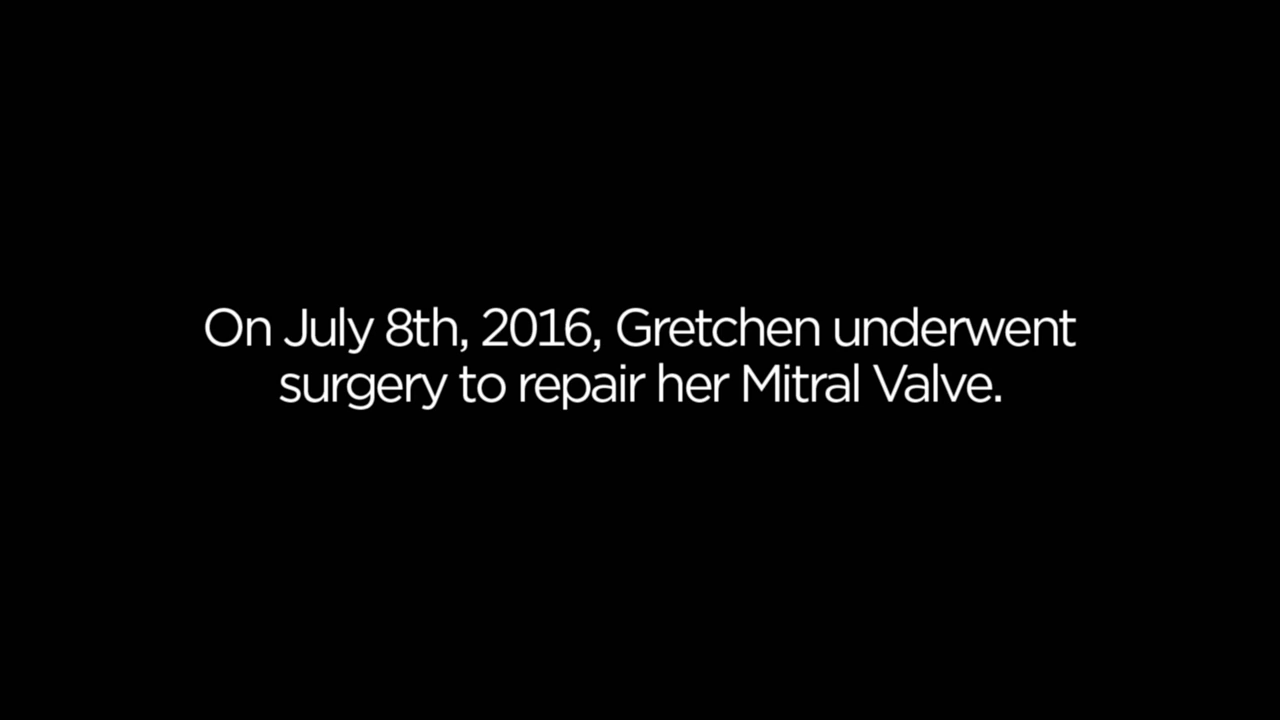 On July 8th, 2016, Gretchen underwent
surgery to repair her Mitral Valve.